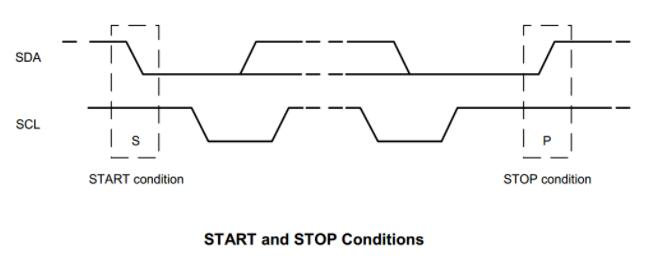 SDA
SCL
S
P
START condition
STOP condition
START and STOP Conditions